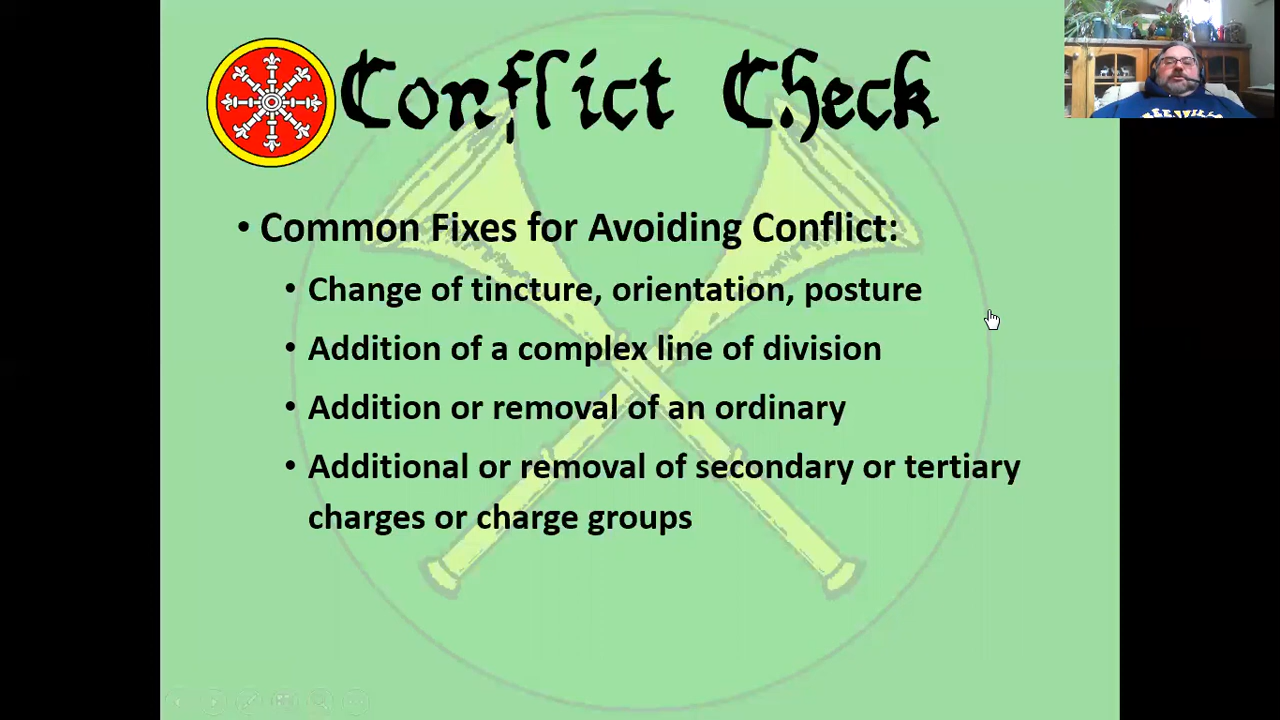 Conflict Check
• Common Fixes for Avoiding Conflict:
• Change of tincture, orientation, posture
• Addition of a complex line of division
• Addition or removal of an ordinary
• Additional or removal of secondary or tertiary
charges or charge groups